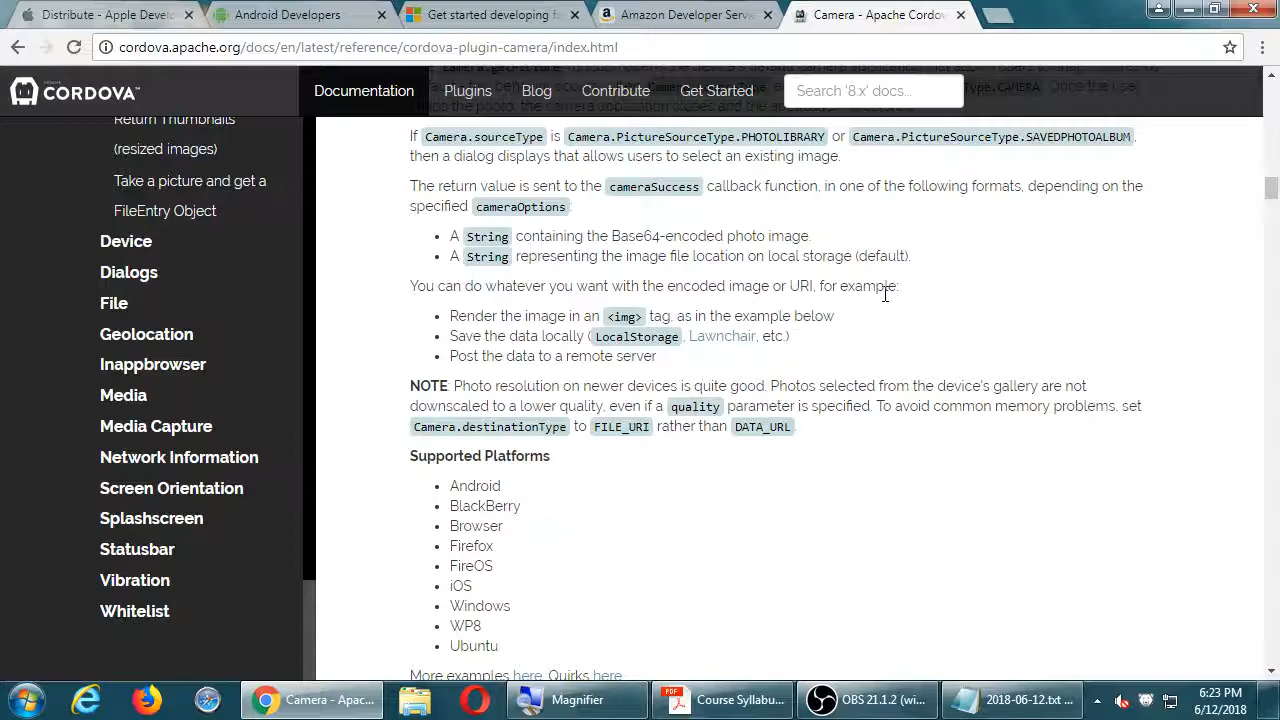 Distribute - Apple Develo
Android Developers
Get started developing
Amazon Developer Servi
Camera - Apache Cordov
cordova.apache.org/docs/en/latest/reference/cordova-plugin-camera/index.html
CORDOVA™
Documentation
Plugins
Blog
Contribute
Get Started
Search '8.x' docs...
Return Thumbnails
(resized images)
Take a picture and get a
FileEntry Object
Device
Dialogs
File
Geolocation
Inappbrowser
Media
Media Capture
Network Information
Screen Orientation
Splashscreen
Statusbar
Vibration
Whitelist
If Camera.sourceType is Camera.PictureSourceType.PHOTOLIBRARY or Camera.PictureSourceType.SAVEDPHOTOALBUM,
then a dialog displays that allows users to select an existing image.
The return value is sent to the cameraSuccess callback function, in one of the following formats, depending on the
specified cameraOptions:
• A String containing the Base64-encoded photo image.
• A String representing the image file location on local storage (default).
You can do whatever you want with the encoded image or URI, for example:
• Render the image in an <img> tag, as in the example below
• Save the data locally (LocalStorage, Lawnchair, etc.)
• Post the data to a remote server
NOTE: Photo resolution on newer devices is quite good. Photos selected from the device's gallery are not
downscaled to a lower quality, even if a quality parameter is specified. To avoid common memory problems, set
Camera.destinationType to FILE_URI rather than DATA_URL.
Supported Platforms
• Android
• BlackBerry
• Browser
• Firefox
• FireOS
• iOS
• Windows
• WP8
• Ubuntu
More examples here. Quirks here.
Camera - Apac...
Magnifier
Course Syllabu...
OBS 21.1.2 (wi...
2018-06-12.txt ...
6:23 PM
6/12/2018